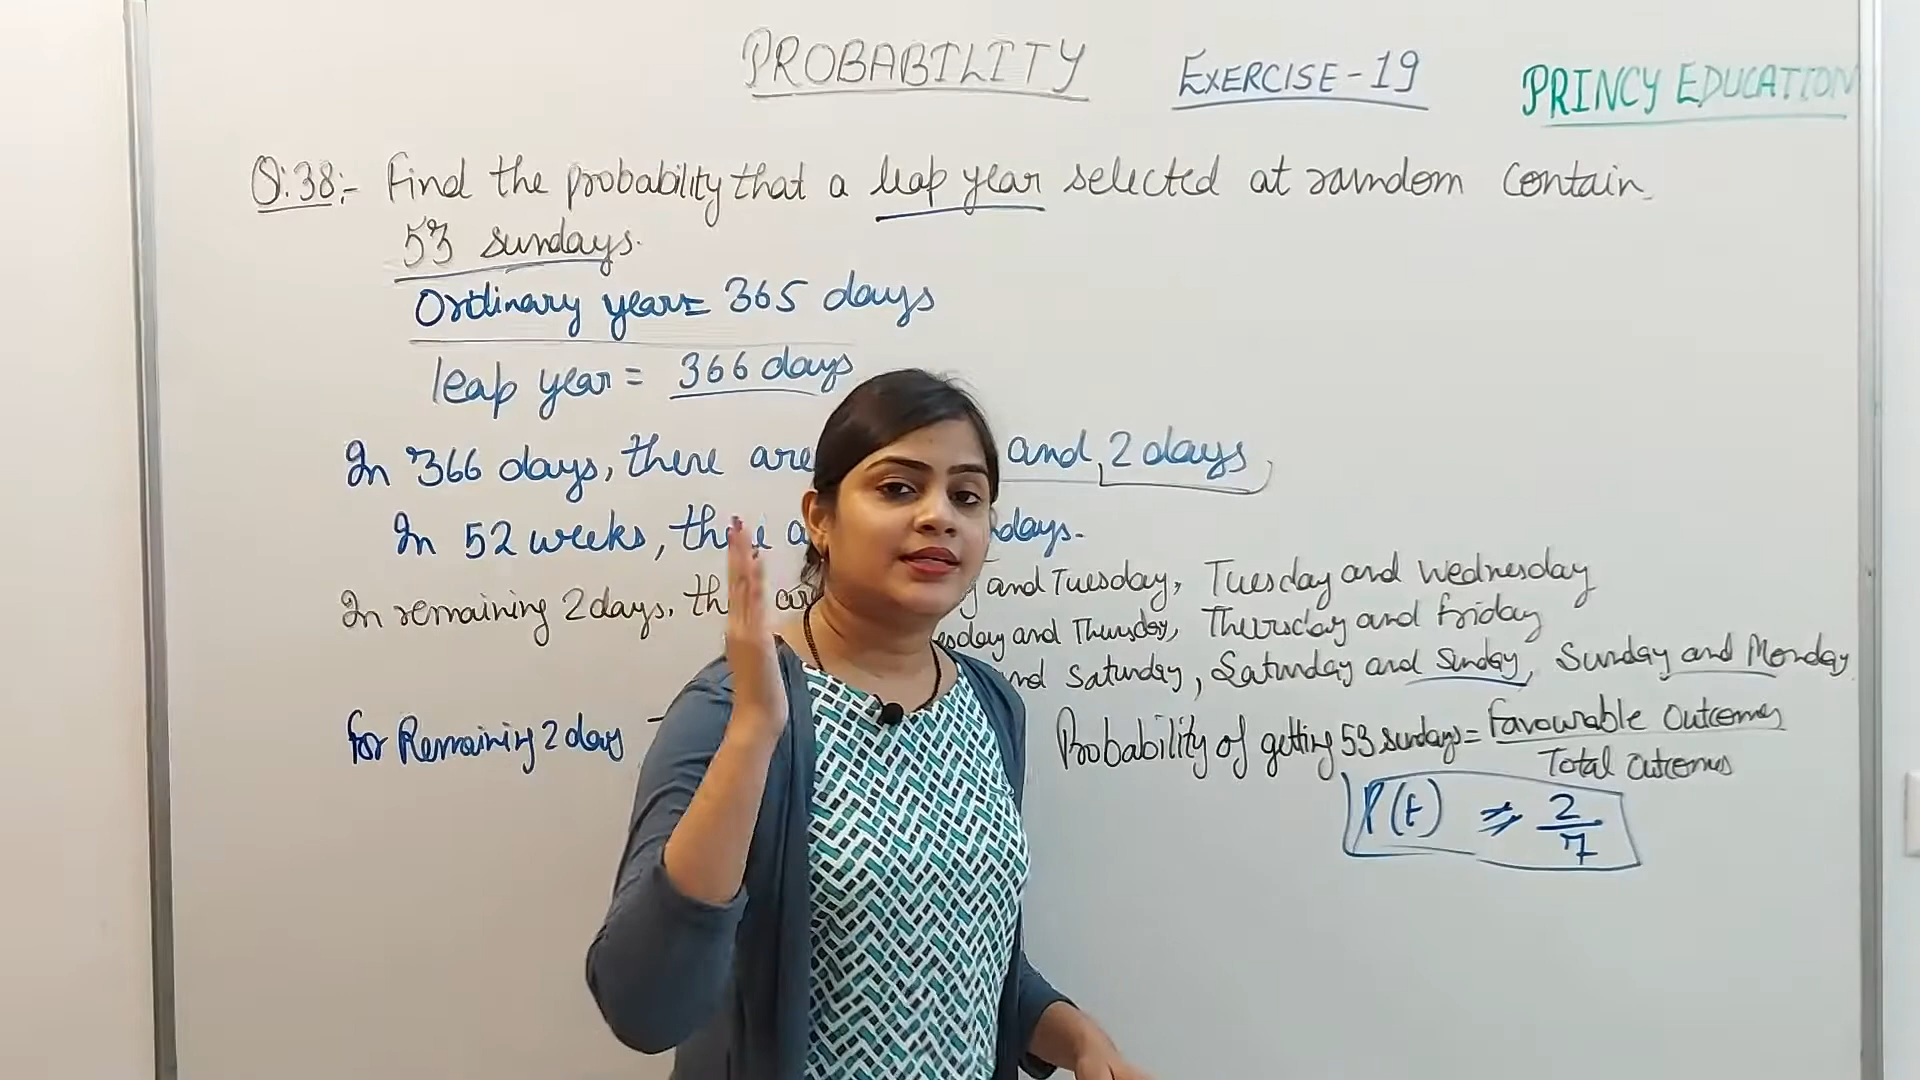 PROBABILITY EXERCISE-19 PRINCY EDUCATION
Q:38:- Find the probability that a leap year selected at random contain
53 sundays.
Ordinary year= 365 days
leap year = 366 days
In 366 days, there are and, 2 days,
In 52 weeks, days.
In remaining 2 days, and Tuesday, Tuesday and Wednesday
and Thursday, Thursday and friday
Saturday, Saturday and Sunday, Sunday and Monday
for Remaining 2 day
Probability of getting 53 sundays = Favourable Outcomes
Total Outcomes
P(E) ⇒ 2
7